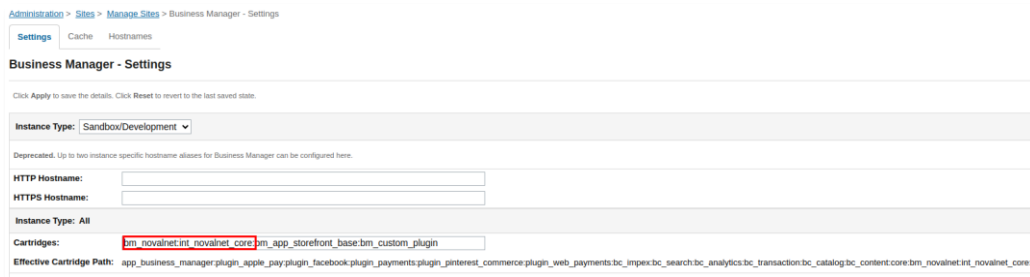 Administration > Sites > Manage Sites > Business Manager - Settings
Settings Cache Hostnames
Business Manager - Settings
Click Apply to save the details. Click Reset to revert to the last saved state.
Instance Type: Sandbox/Development
Deprecated. Up to two instance specific hostname aliases for Business Manager can be configured here.
HTTP Hostname:
HTTPS Hostname:
Instance Type: All
Cartridges: bm_novalnet:int_novalnet_core:bm_app_storefront_base:bm_custom_plugin
Effective Cartridge Path: app_business_manager:plugin_apple_pay:plugin_facebook:plugin_payments:plugin_pinterest_commerce:plugin_web_payments:bc_impex:bc_search:bc_analytics:bc_transaction:bc_catalog:bc_content:core:bm_novalnet:int_novalnet_core